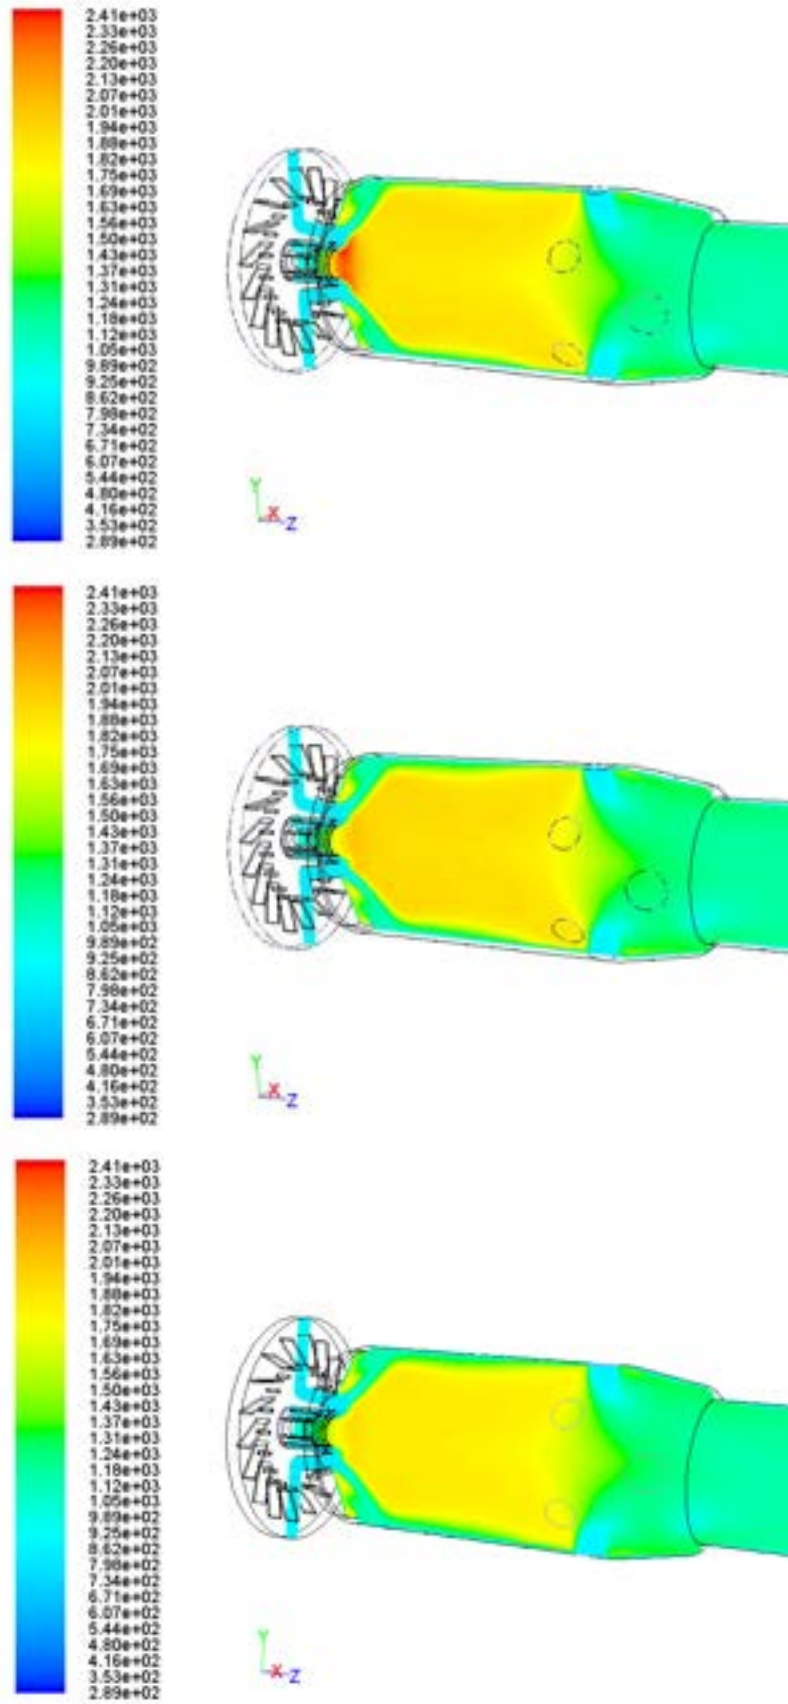 2.41e+03
2.33e+03
2.26e+03
2.20e+03
2.13e+03
2.07e+03
2.01e+03
1.94e+03
1.88e+03
1.82e+03
1.75e+03
1.69e+03
1.63e+03
1.56e+03
1.50e+03
1.43e+03
1.37e+03
1.31e+03
1.24e+03
1.18e+03
1.12e+03
1.05e+03
9.89e+02
9.25e+02
8.62e+02
7.98e+02
7.34e+02
6.71e+02
6.07e+02
5.44e+02
4.80e+02
4.16e+02
3.53e+02
2.89e+02
Y
X
Z
2.41e+03
2.33e+03
2.26e+03
2.20e+03
2.13e+03
2.07e+03
2.01e+03
1.94e+03
1.88e+03
1.82e+03
1.75e+03
1.69e+03
1.63e+03
1.56e+03
1.50e+03
1.43e+03
1.37e+03
1.31e+03
1.24e+03
1.18e+03
1.12e+03
1.05e+03
9.89e+02
9.25e+02
8.62e+02
7.98e+02
7.34e+02
6.71e+02
6.07e+02
5.44e+02
4.80e+02
4.16e+02
3.53e+02
2.89e+02
Y
X
Z
2.41e+03
2.33e+03
2.26e+03
2.20e+03
2.13e+03
2.07e+03
2.01e+03
1.94e+03
1.88e+03
1.82e+03
1.75e+03
1.69e+03
1.63e+03
1.56e+03
1.50e+03
1.43e+03
1.37e+03
1.31e+03
1.24e+03
1.18e+03
1.12e+03
1.05e+03
9.89e+02
9.25e+02
8.62e+02
7.98e+02
7.34e+02
6.71e+02
6.07e+02
5.44e+02
4.80e+02
4.16e+02
3.53e+02
2.89e+02
Y
X
Z